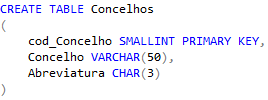 CREATE TABLE Concelhos
(
cod_Concelho SMALLINT PRIMARY KEY,
Concelho VARCHAR(50),
Abreviatura CHAR(3)
)